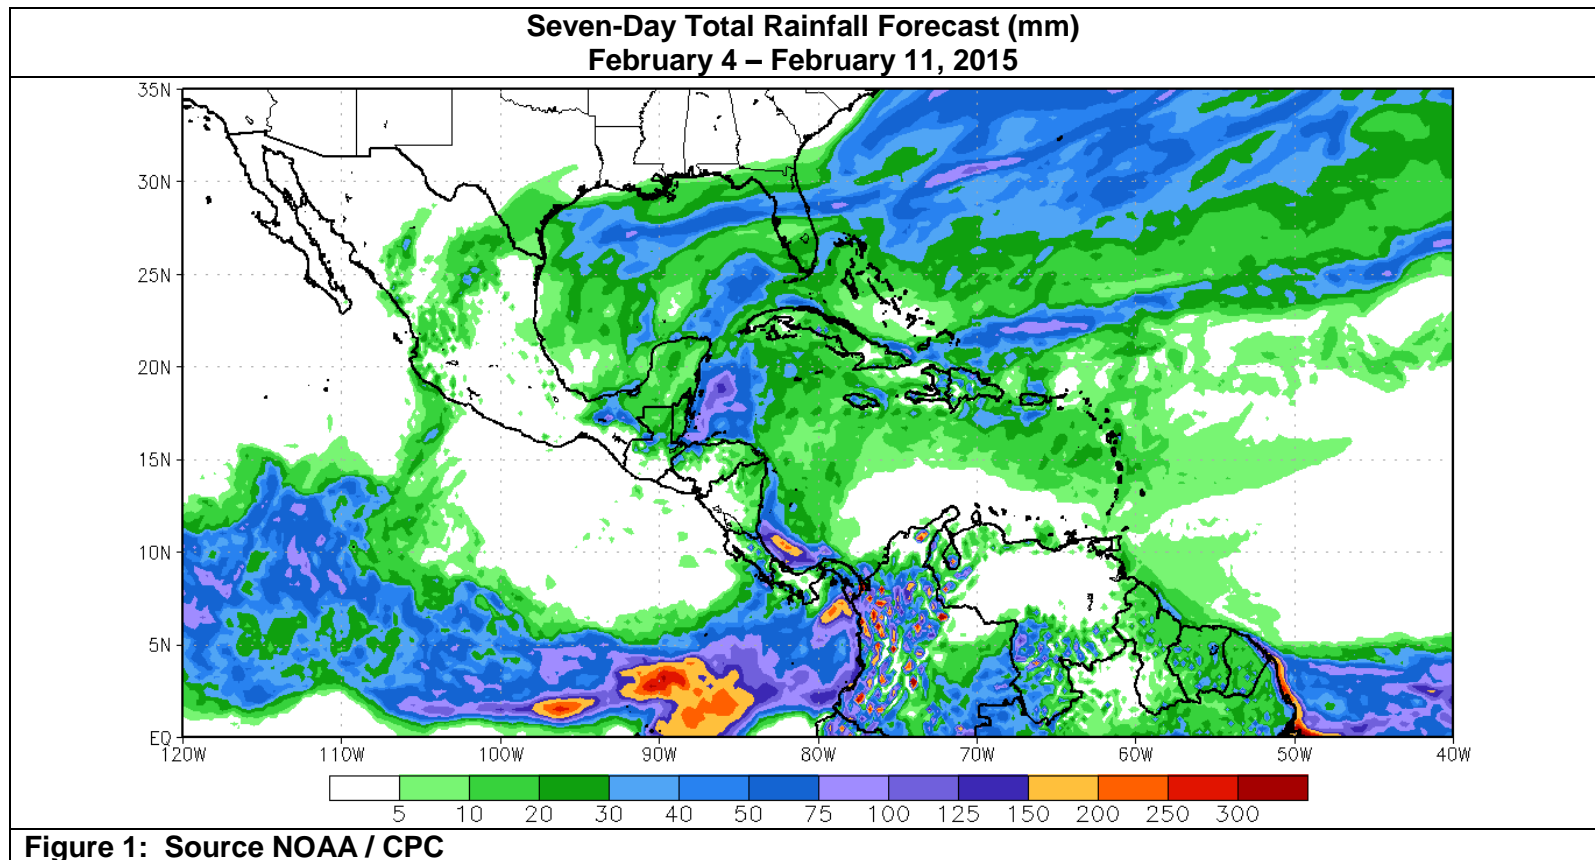 Seven-Day Total Rainfall Forecast (mm)
February 4 – February 11, 2015
35N
30N
25N
20N
15N
10N
5N
EQ
120W 110W 100W 90W 80W 70W 60W 50W 40W
5 10 20 30 40 50 75 100 125 150 200 250 300
Figure 1: Source NOAA / CPC